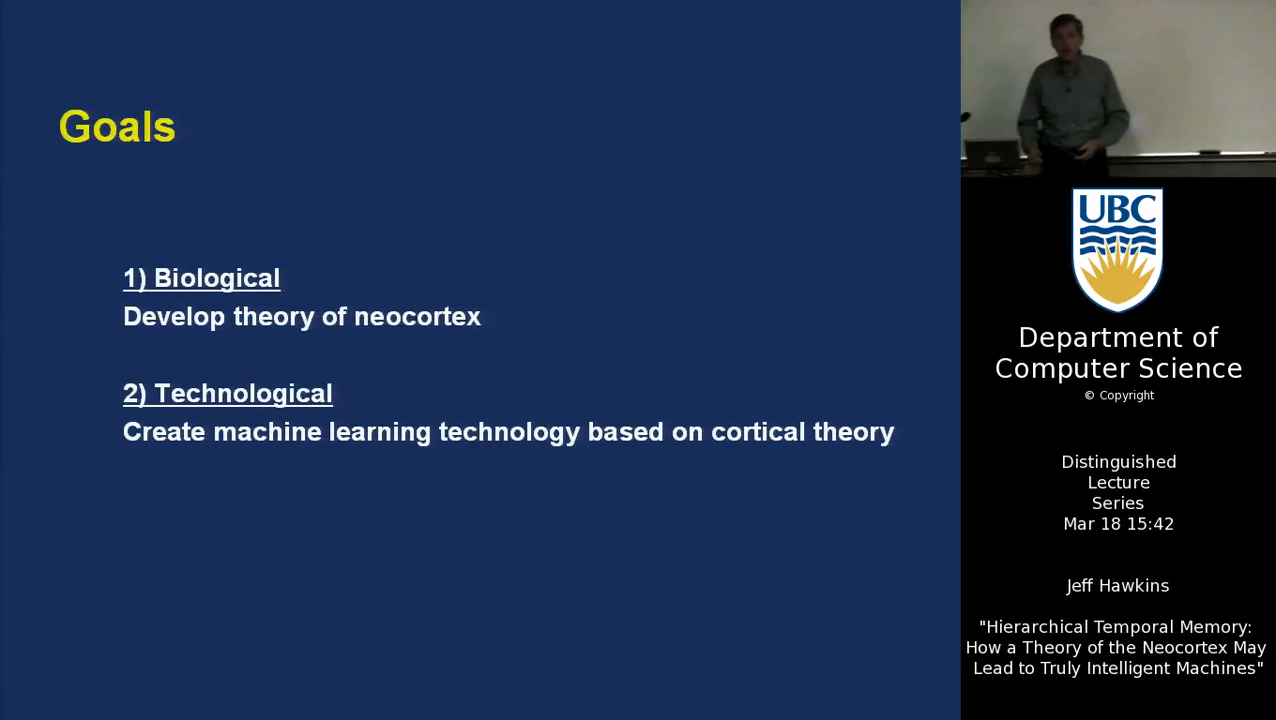 Goals
1) Biological
Develop theory of neocortex
2) Technological
Create machine learning technology based on cortical theory
UBC
Department of
Computer Science
© Copyright
Distinguished
Lecture
Series
Mar 18 15:42
Jeff Hawkins
"Hierarchical Temporal Memory:
How a Theory of the Neocortex May
Lead to Truly Intelligent Machines"